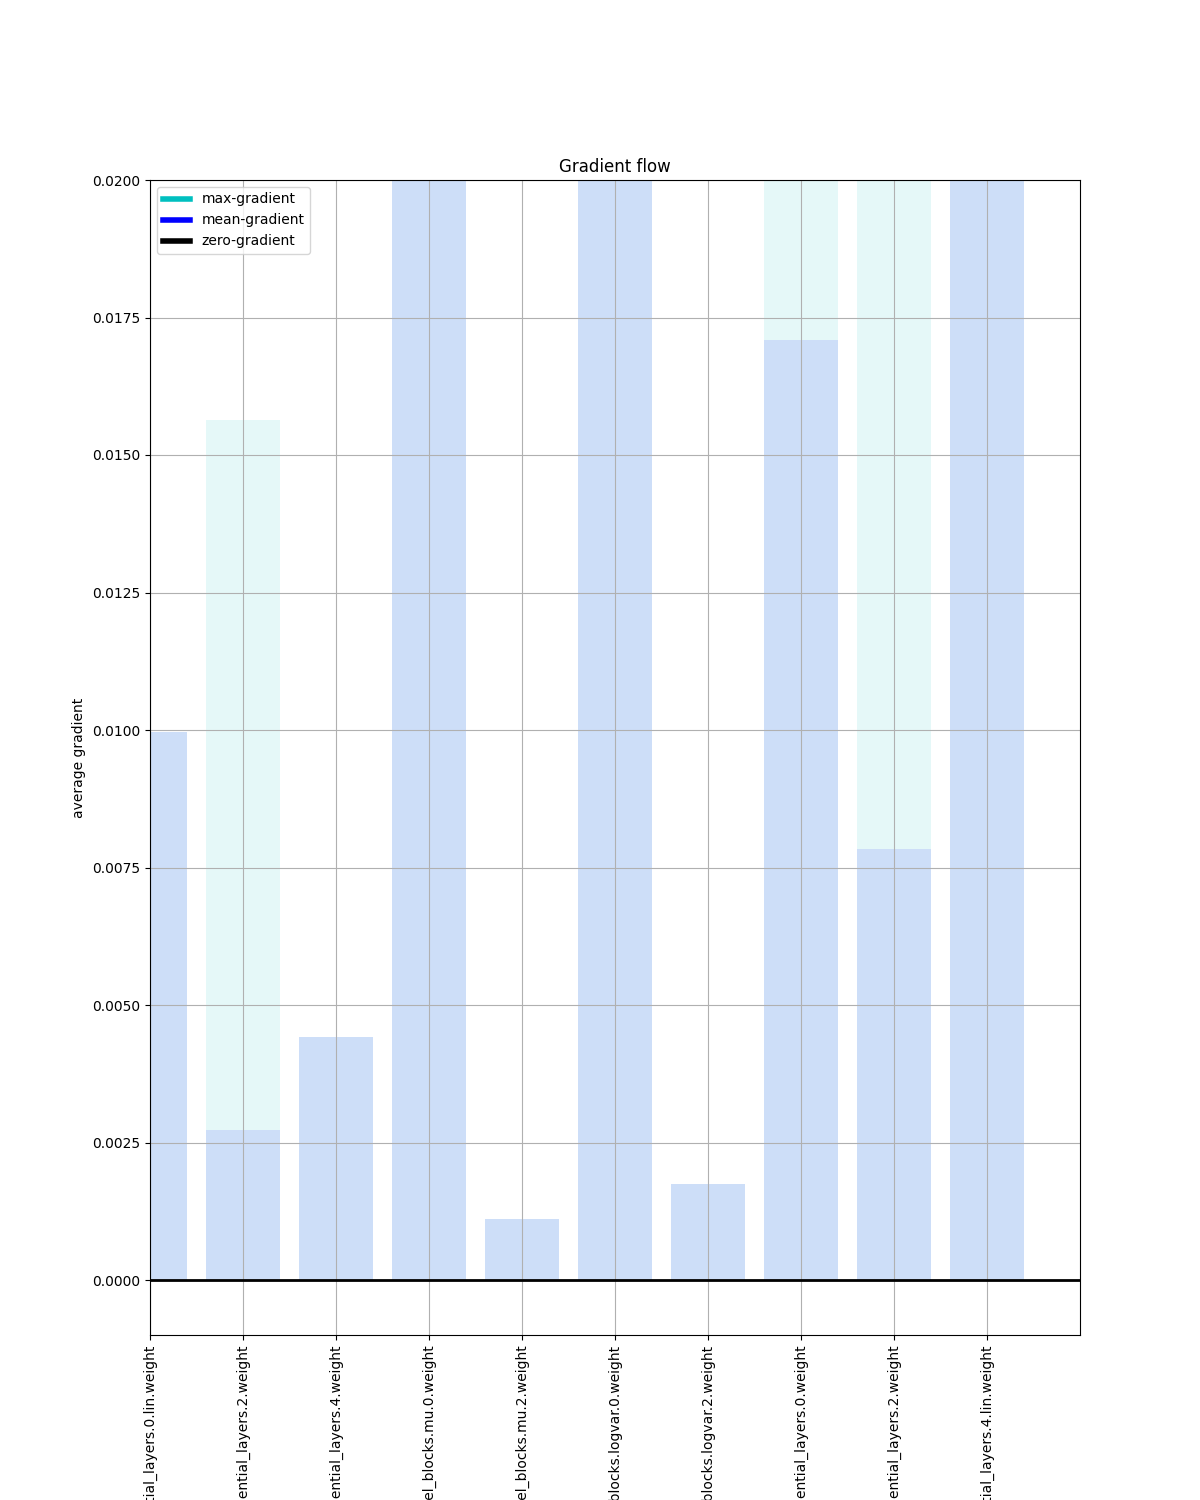 Gradient flow
max-gradient
mean-gradient
zero-gradient
0.0200
0.0175
0.0150
0.0125
0.0100
0.0075
0.0050
0.0025
0.0000
average gradient
tial_layers.0.lin.weight
ential_layers.2.weight
ential_layers.4.weight
el_blocks.mu.0.weight
el_blocks.mu.2.weight
blocks.logvar.0.weight
blocks.logvar.2.weight
ential_layers.0.weight
ential_layers.2.weight
tial_layers.4.lin.weight